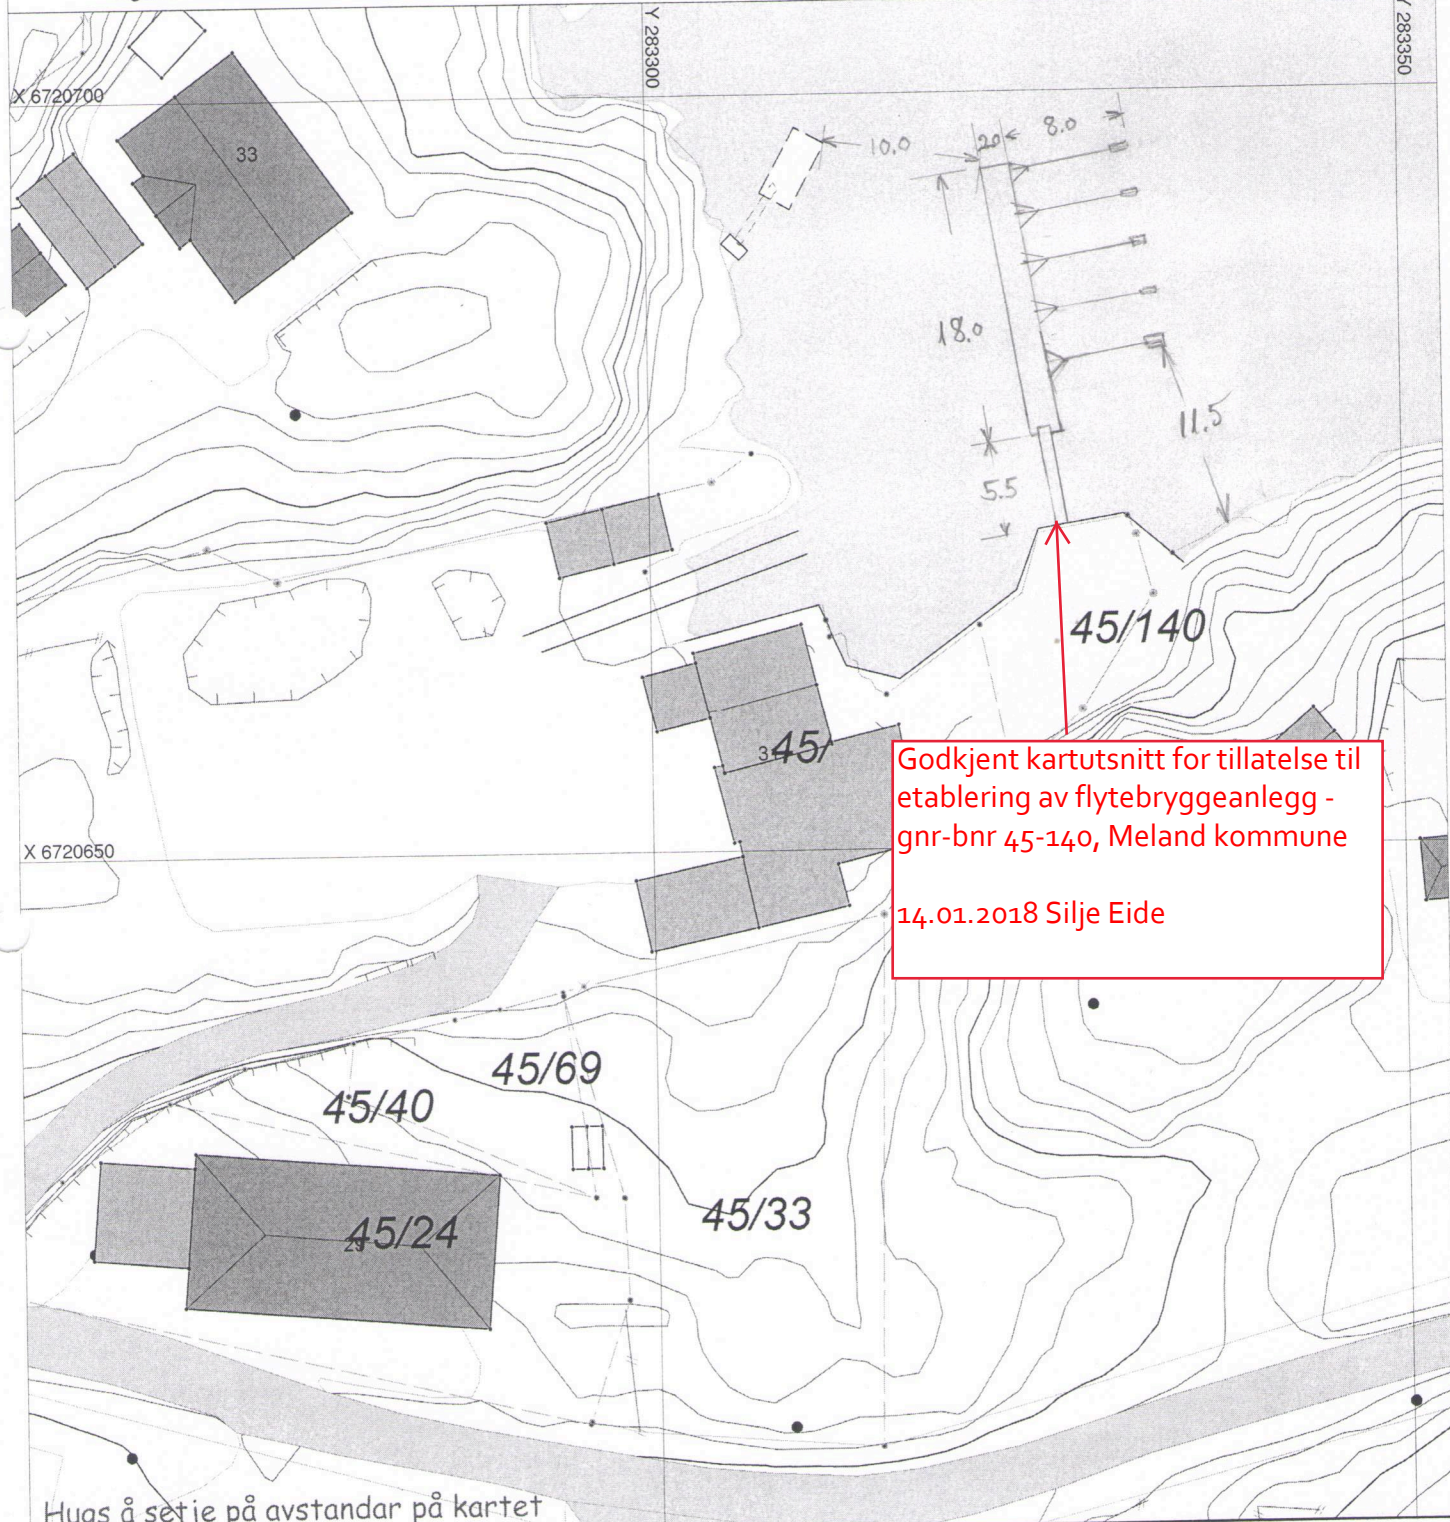 Y 283300
Y 283350
X 6720700
33
10.0
2.0
8.0
18.0
11.5
5.5
45/140
45/
Godkjent kartutsnitt for tillatelse til
etablering av flytebryggeanlegg -
gnr-bnr 45-140, Meland kommune
14.01.2018 Silje Eide
X 6720650
45/69
45/40
45/33
45/24
Hugs å setje på avstandar på kartet